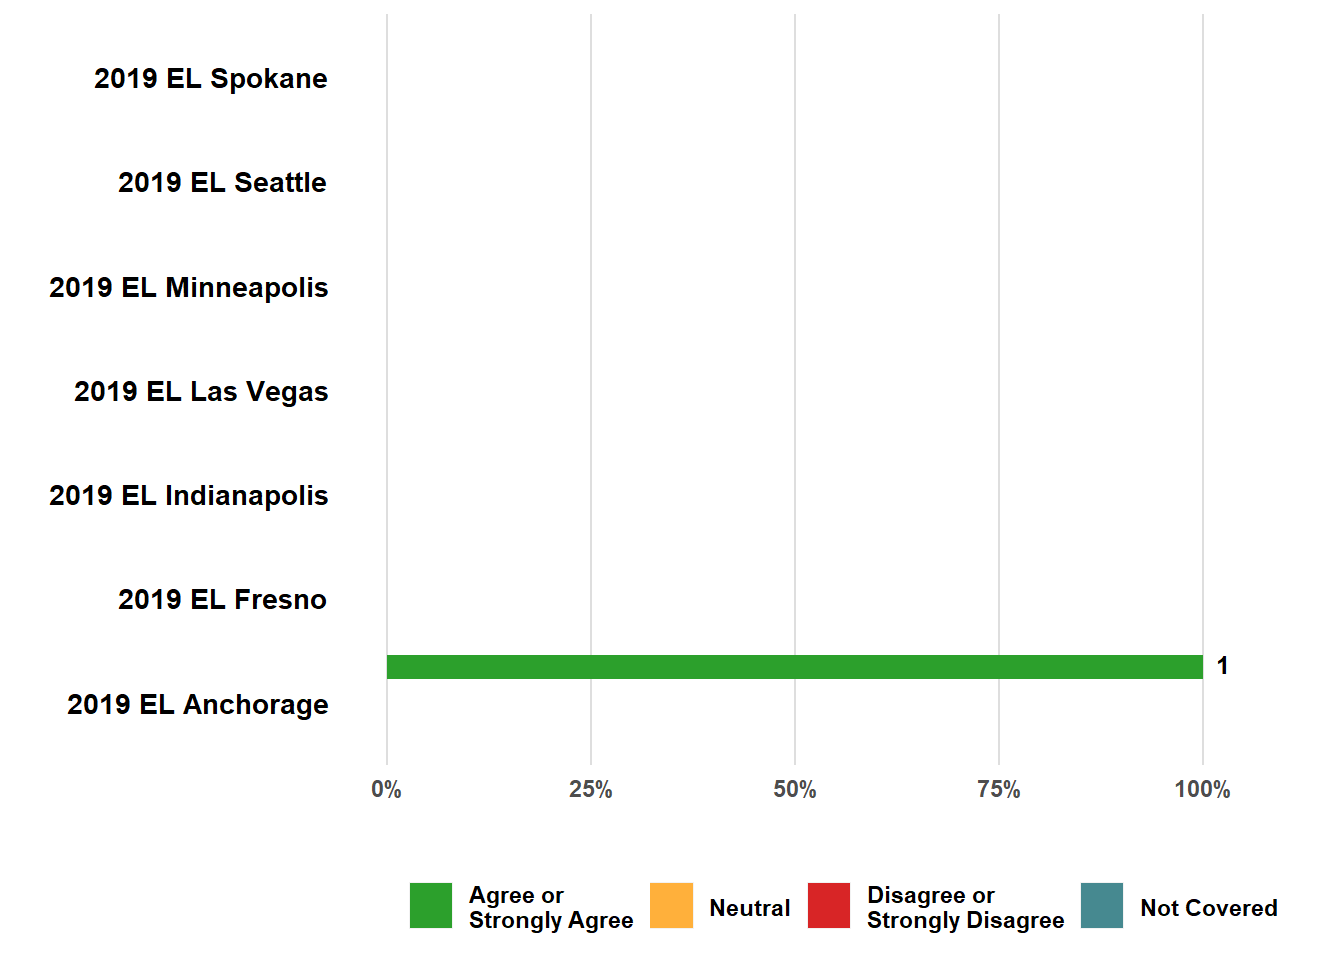 2019 EL Spokane
2019 EL Seattle
2019 EL Minneapolis
2019 EL Las Vegas
2019 EL Indianapolis
2019 EL Fresno
1
2019 EL Anchorage
0%
25%
50%
75%
100%
Agree or
Strongly Agree
Neutral
Disagree or
Strongly Disagree
Not Covered